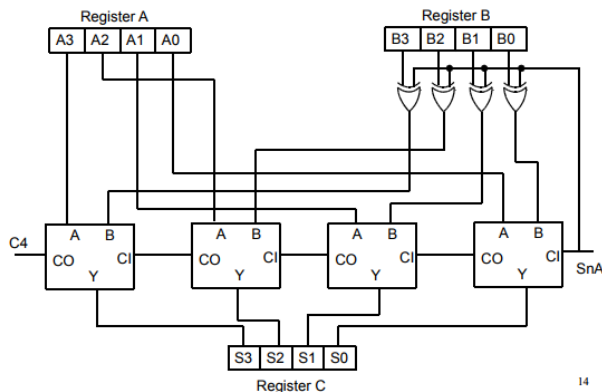 Register A
Register B
A3 A2 A1 A0
B3 B2 B1 B0
C4
A B
CO CI
Y
A B
CO CI
Y
A B
CO CI
Y
A B
CO CI
Y
SnA
S3 S2 S1 S0
Register C
14